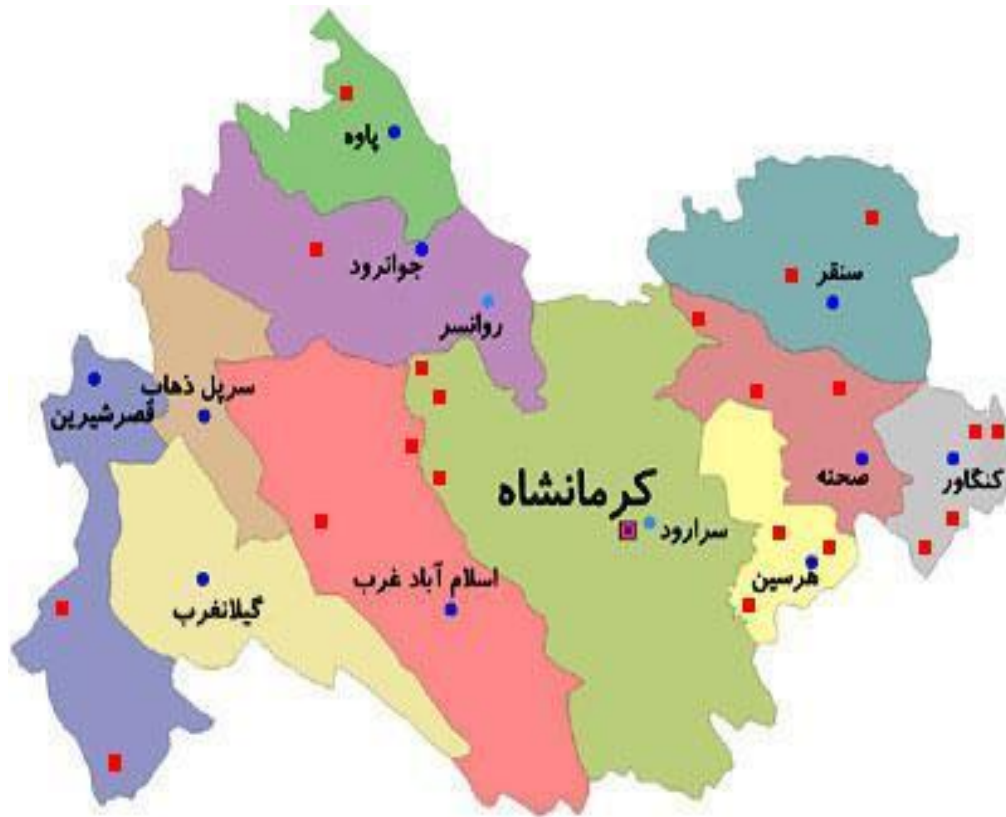 پاوه
جوانرود
سنقر
روانسر
سرپل ذهاب
قصرشیرین
کرمانشاه
صحنه
کنگاور
سرارود
اسلام آباد غرب
هرسین
گیلانغرب